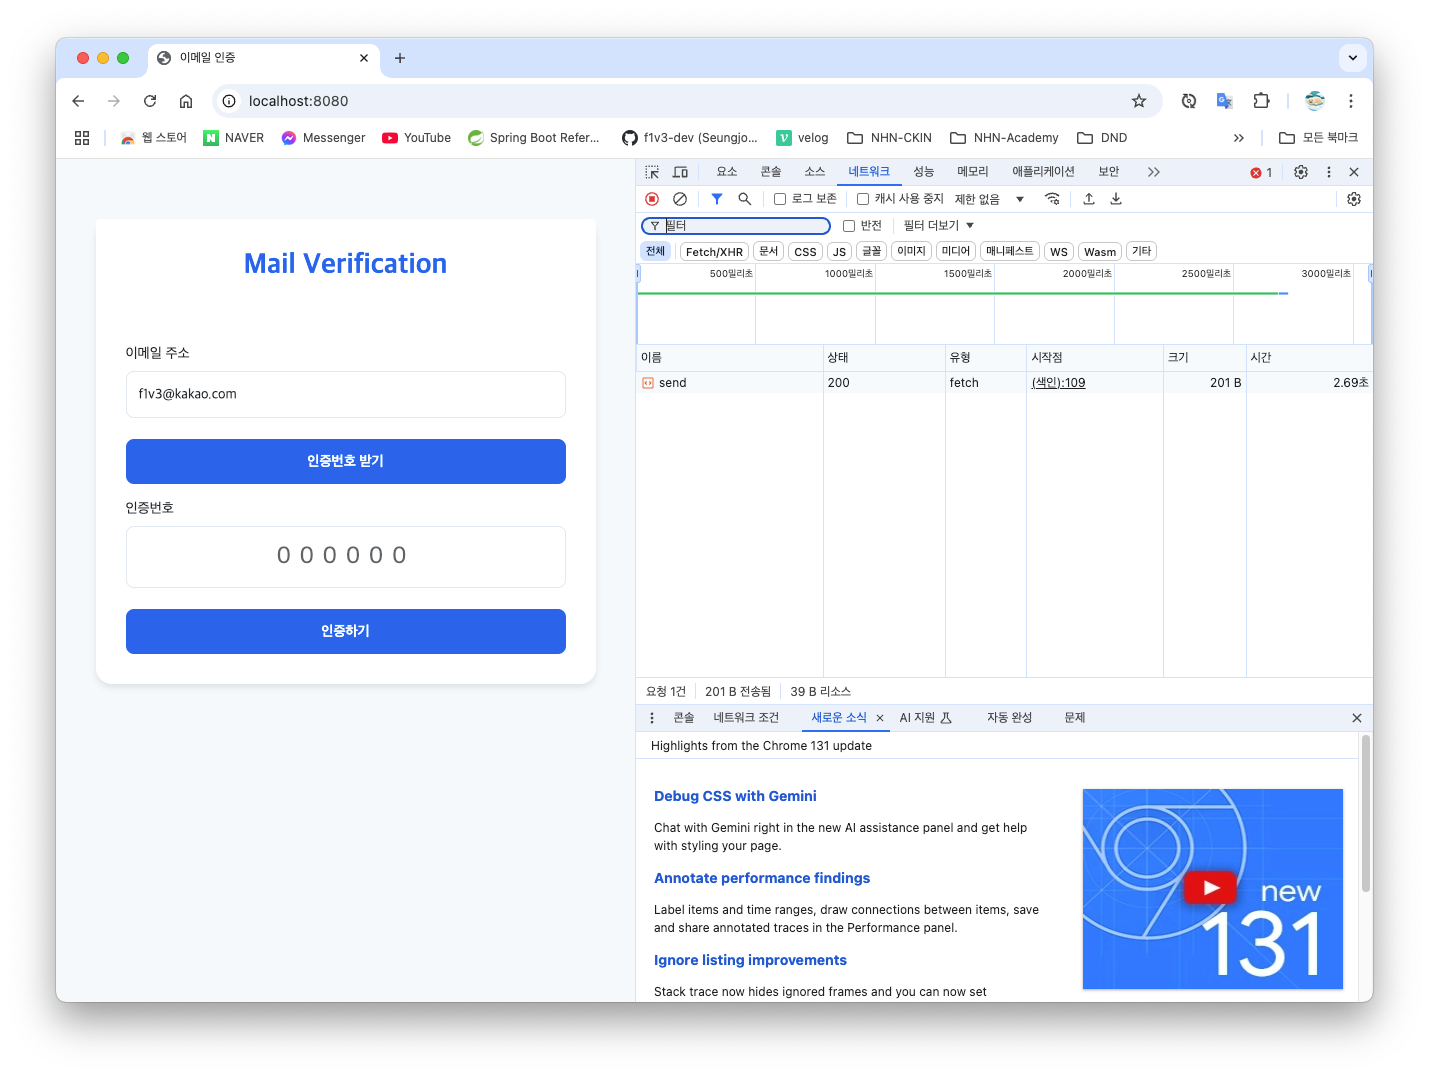 이메일 인증
localhost:8080
웹 스토어 NAVER Messenger YouTube Spring Boot Refer... f1v3-dev (Seungjo... velog NHN-CKIN NHN-Academy DND 모든 북마크
Mail Verification
이메일 주소
f1v3@kakao.com
인증번호 받기
인증번호
000000
인증하기
요소 콘솔 소스 네트워크 성능 메모리 애플리케이션 보안 1
로그 보존 캐시 사용 중지 제한 없음
필터 반전 필터 더보기
전체 Fetch/XHR 문서 CSS JS 글꼴 이미지 미디어 매니페스트 WS Wasm 기타
500밀리초 1000밀리초 1500밀리초 2000밀리초 2500밀리초 3000밀리초
이름 상태 유형 시작점 크기 시간
send 200 fetch (색인):109 201 B 2.69초
요청 1건 201 B 전송됨 39 B 리소스
콘솔 네트워크 조건 새로운 소식 AI 지원 자동 완성 문제
Highlights from the Chrome 131 update
Debug CSS with Gemini
Chat with Gemini right in the new AI assistance panel and get help
with styling your page.
Annotate performance findings
Label items and time ranges, draw connections between items, save
and share annotated traces in the Performance panel.
Ignore listing improvements
Stack trace now hides ignored frames and you can now set
new
131